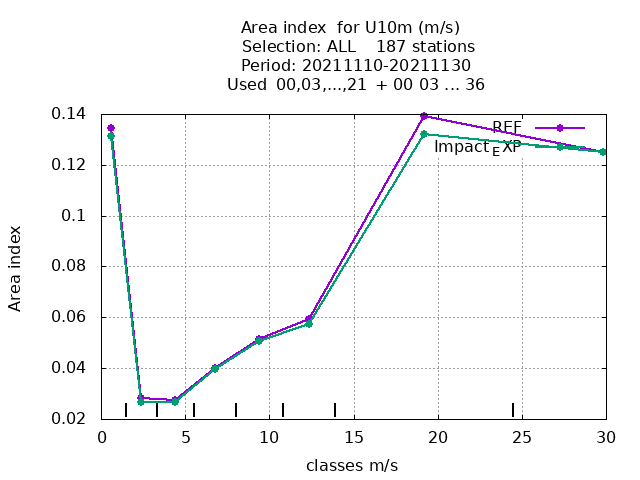 Area index  for U10m (m/s)
Selection: ALL    187 stations
Period: 20211110-20211130
Used  00,03,...,21  + 00 03 ... 36
0.14
REF
Impact EXP
0.12
0.1
0.08
Area index
0.06
0.04
0.02
0 5 10 15 20 25 30
classes m/s